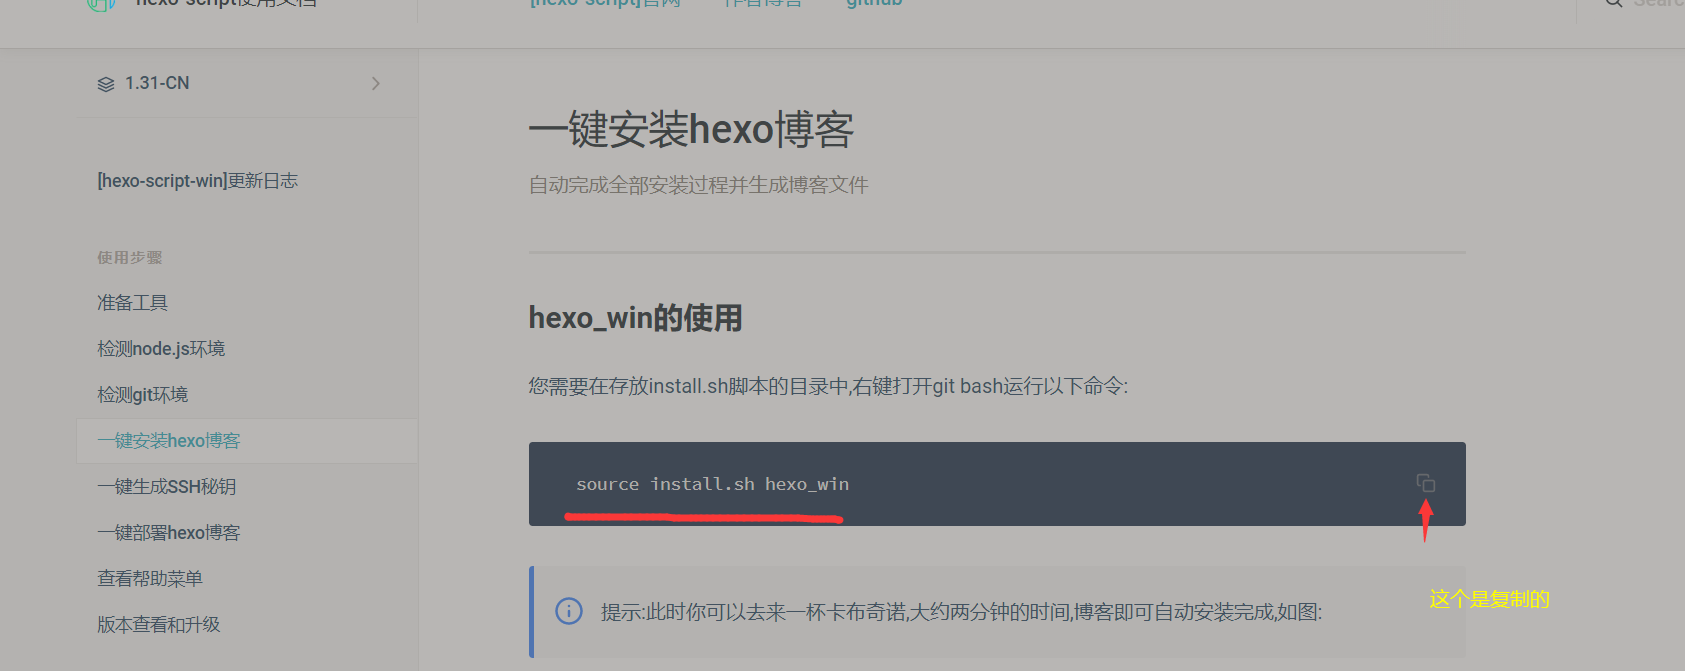 hexo-script使用文档
[hexo-script]官网 作者博客 github
Search
1.31-CN
[hexo-script-win]更新日志
使用步骤
准备工具
检测node.js环境
检测git环境
一键安装hexo博客
一键生成SSH秘钥
一键部署hexo博客
查看帮助菜单
版本查看和升级
一键安装hexo博客
自动完成全部安装过程并生成博客文件
hexo_win的使用
您需要在存放install.sh脚本的目录中,右键打开git bash运行以下命令:
source install.sh hexo_win
这个是复制的
提示:此时你可以去来一杯卡布奇诺,大约两分钟的时间,博客即可自动安装完成,如图: